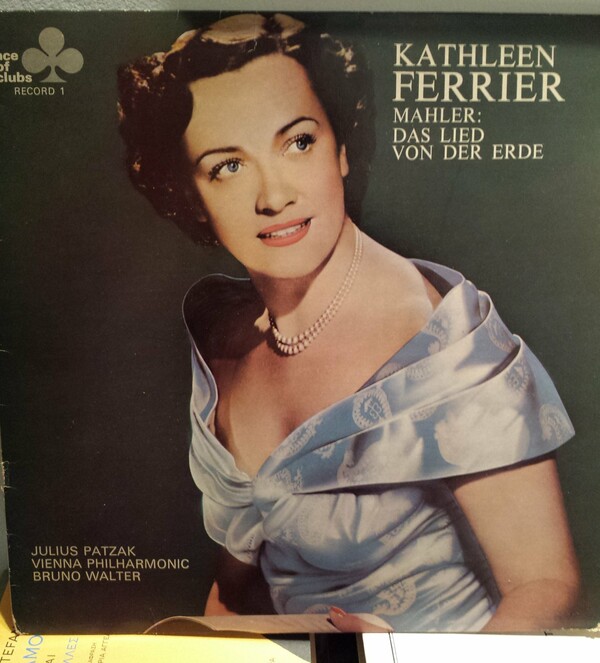 ace
of
clubs
RECORD 1
KATHLEEN
FERRIER
MAHLER:
DAS LIED
VON DER ERDE
JULIUS PATZAK
VIENNA PHILHARMONIC
BRUNO WALTER